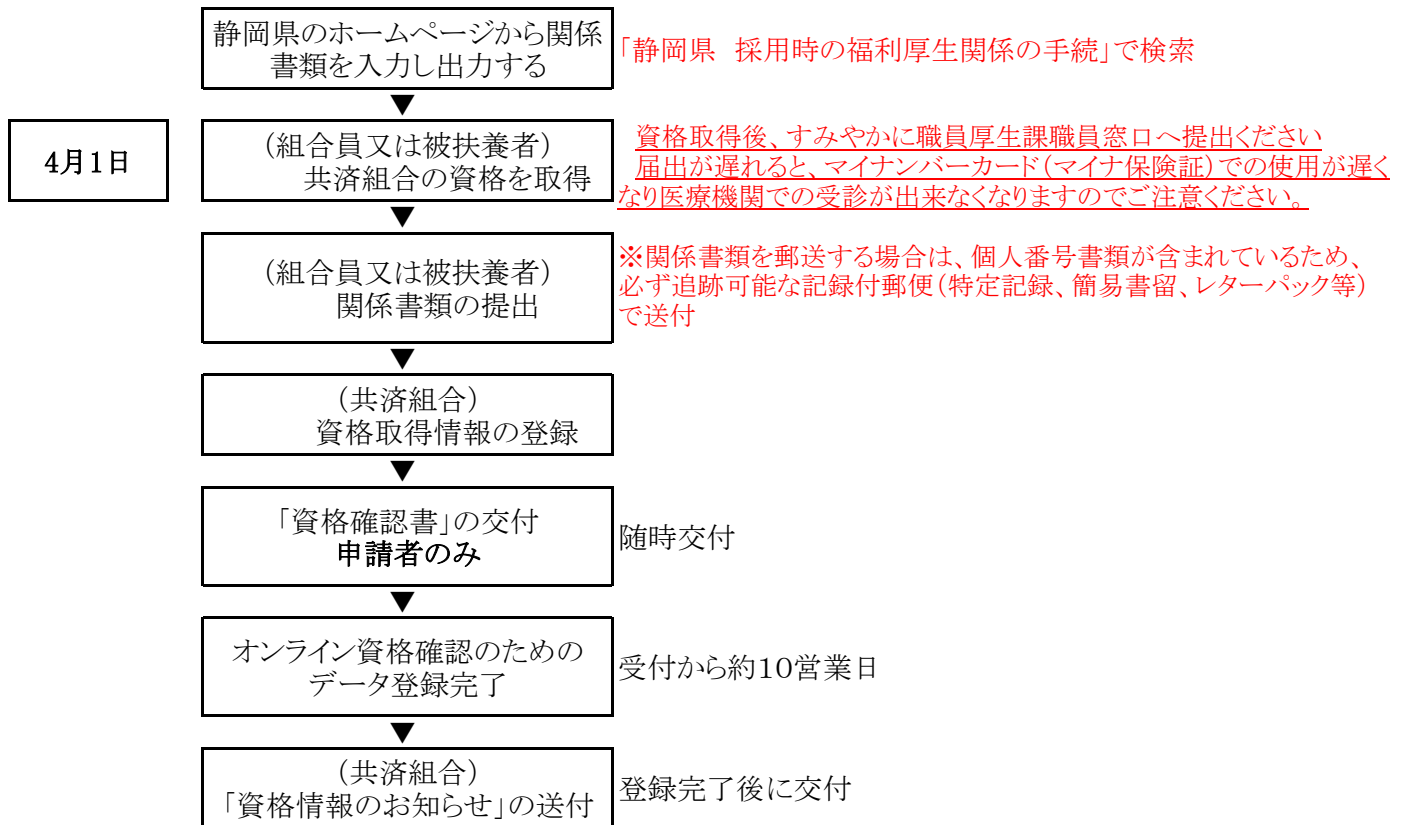 静岡県のホームページから関係
書類を入力し出力する
「静岡県　採用時の福利厚生関係の手続」で検索
▼
4月1日
（組合員又は被扶養者）
共済組合の資格を取得
資格取得後、すみやかに職員厚生課職員窓口へ提出ください
届出が遅れると、マイナンバーカード（マイナ保険証）での使用が遅く
なり医療機関での受診が出来なくなりますのでご注意ください。
▼
（組合員又は被扶養者）
関係書類の提出
※関係書類を郵送する場合は、個人番号書類が含まれているため、
必ず追跡可能な記録付郵便（特定記録、簡易書留、レターパック等）
で送付
▼
（共済組合）
資格取得情報の登録
▼
「資格確認書」の交付
申請者のみ
随時交付
▼
オンライン資格確認のための
データ登録完了
受付から約10営業日
▼
（共済組合）
「資格情報のお知らせ」の送付
登録完了後に交付